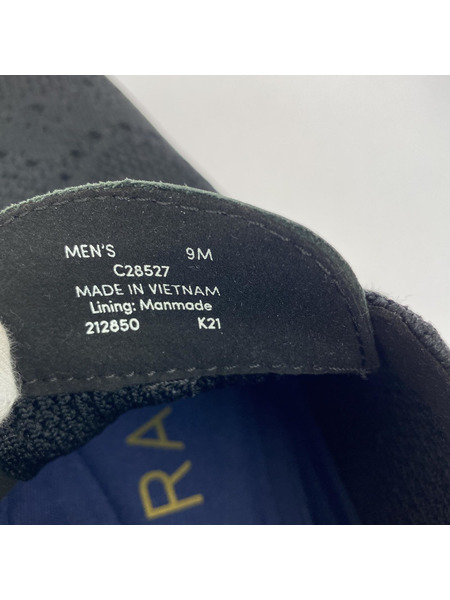 MEN'S 9M
C28527
MADE IN VIETNAM
Lining: Manmade
212850 K21
RA